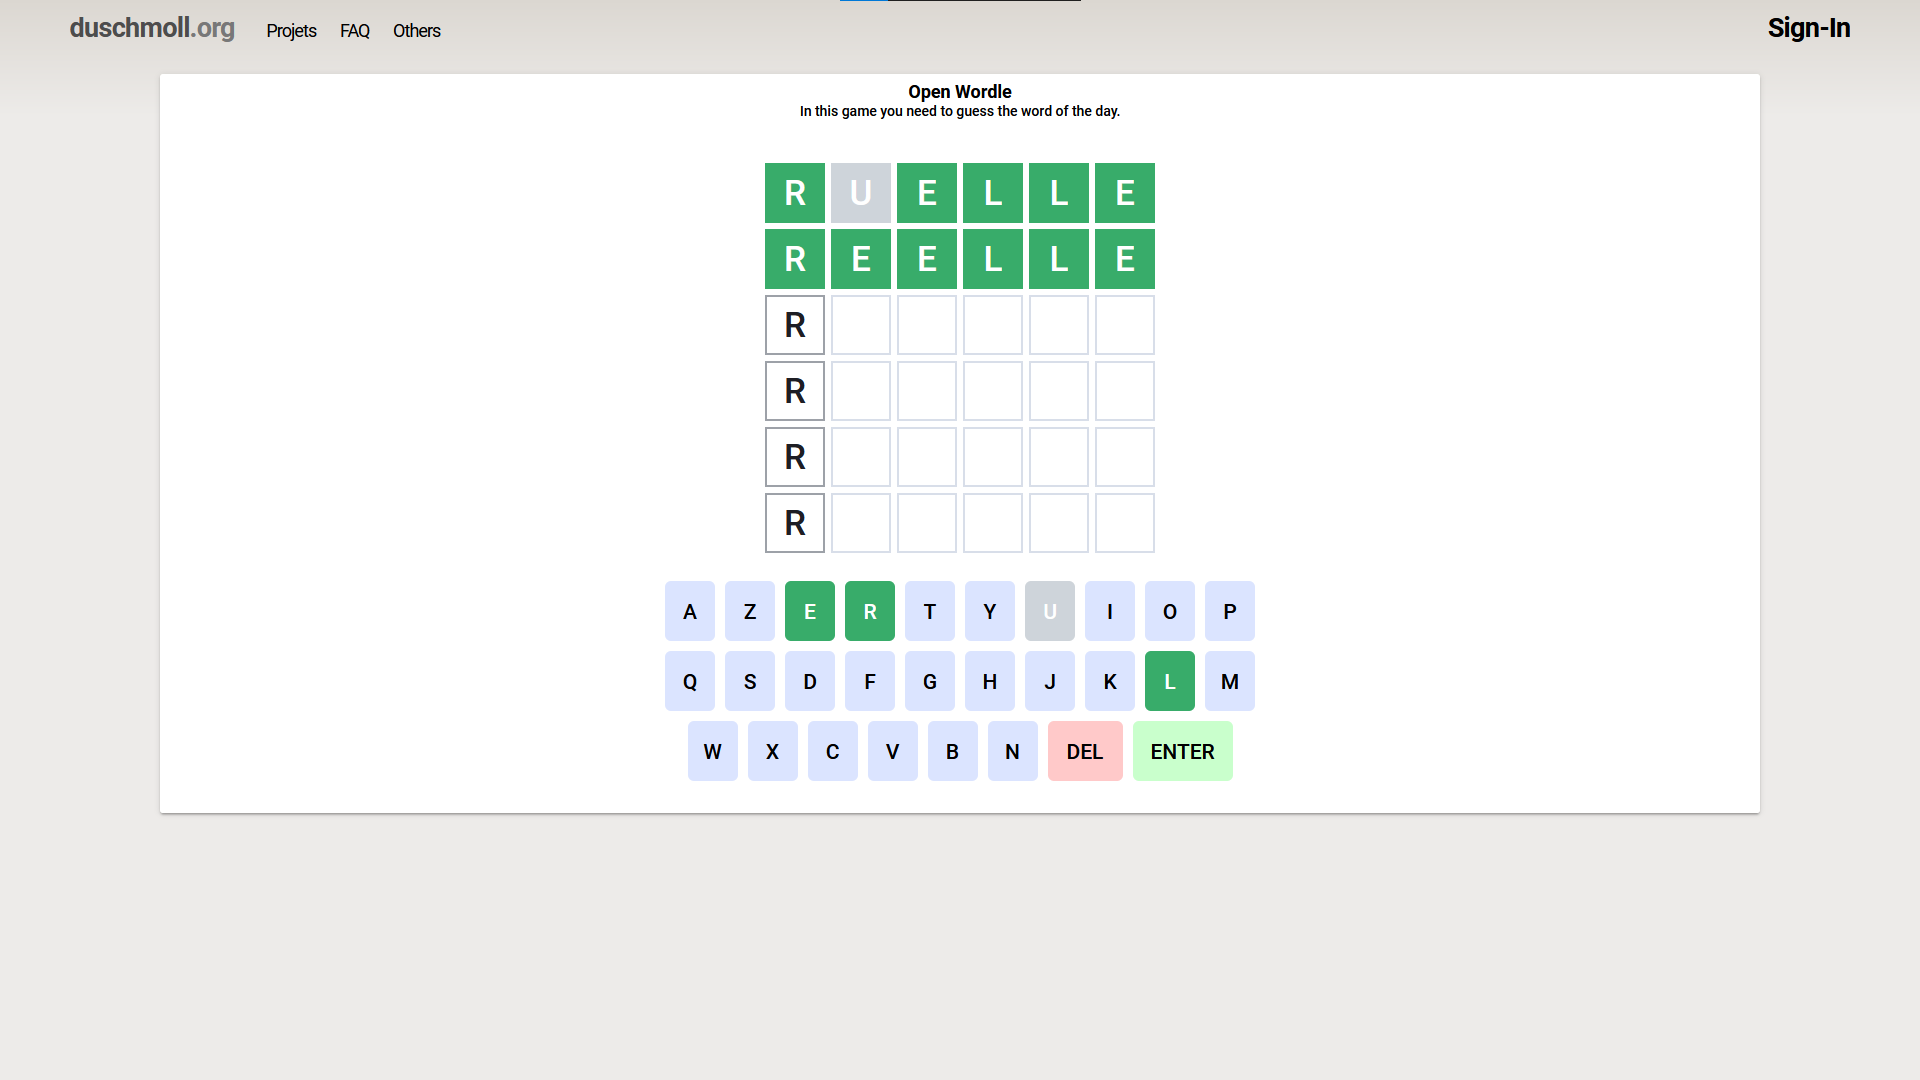 duschmoll.org Projets FAQ Others Sign-In
Open Wordle
In this game you need to guess the word of the day.
R U E L L E
R E E L L E
R
R
R
R
A Z E R T Y U I O P
Q S D F G H J K L M
W X C V B N DEL ENTER